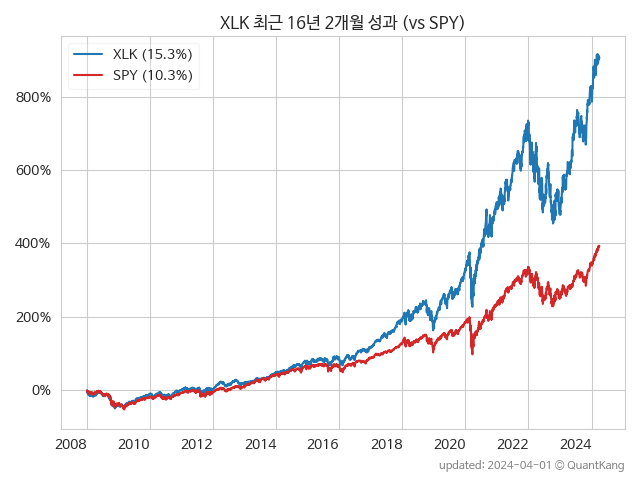 XLK 최근 16년 2개월 성과 (vs SPY)
XLK (15.3%)
SPY (10.3%)
800%
600%
400%
200%
0%
2008 2010 2012 2014 2016 2018 2020 2022 2024
updated: 2024-04-01 © QuantKang